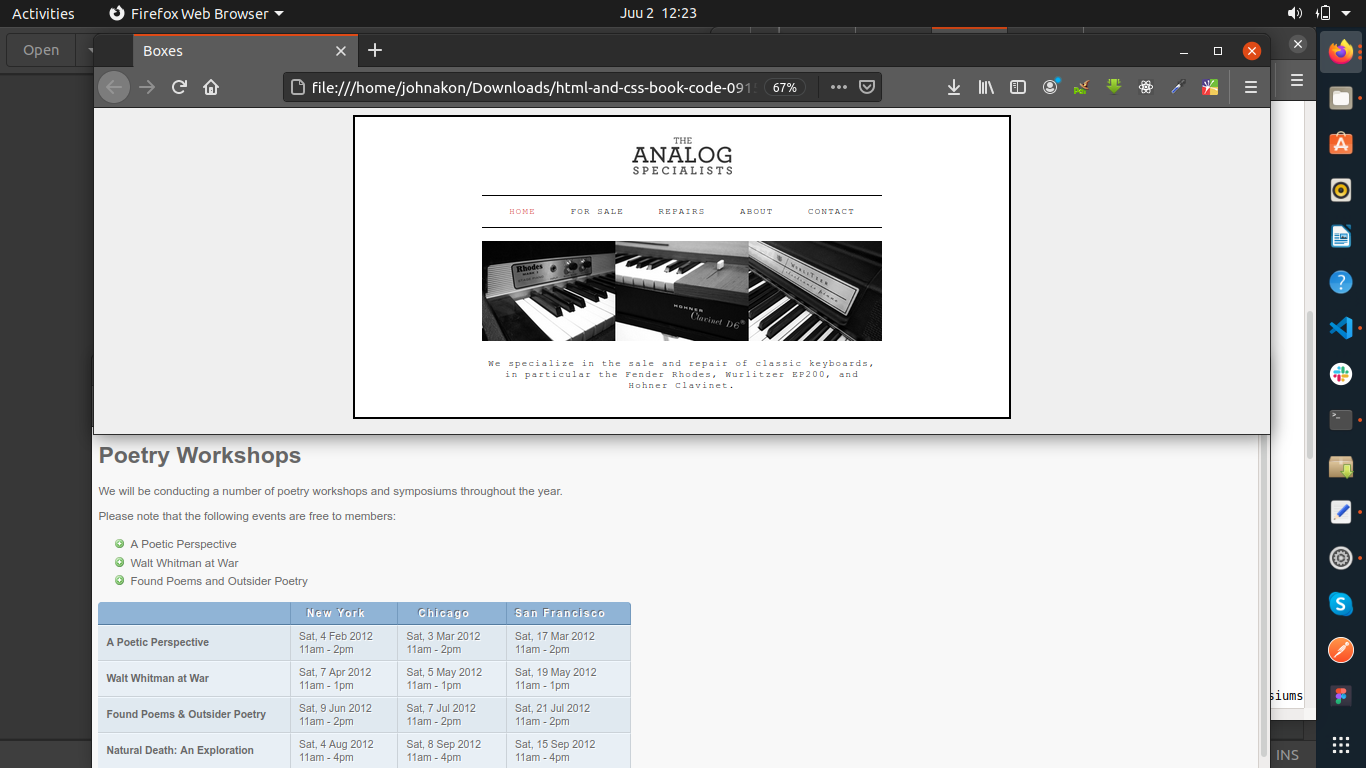 Activities
Firefox Web Browser
Juu 2 12:23
Open
Boxes
file:///home/johnakon/Downloads/html-and-css-book-code-091
67%
THE
ANALOG
SPECIALISTS
HOME FOR SALE REPAIRS ABOUT CONTACT
Rhodes
HOHNER
Clavinet D6
WURLITZER
We specialize in the sale and repair of classic keyboards,
in particular the Fender Rhodes, Wurlitzer EP200, and
Hohner Clavinet.
Poetry Workshops
We will be conducting a number of poetry workshops and symposiums throughout the year.
Please note that the following events are free to members:
A Poetic Perspective
Walt Whitman at War
Found Poems and Outsider Poetry
New York Chicago San Francisco
A Poetic Perspective
Sat, 4 Feb 2012
11am - 2pm
Sat, 3 Mar 2012
11am - 2pm
Sat, 17 Mar 2012
11am - 2pm
Walt Whitman at War
Sat, 7 Apr 2012
11am - 1pm
Sat, 5 May 2012
11am - 1pm
Sat, 19 May 2012
11am - 1pm
Found Poems & Outsider Poetry
Sat, 9 Jun 2012
11am - 2pm
Sat, 7 Jul 2012
11am - 2pm
Sat, 21 Jul 2012
11am - 2pm
Natural Death: An Exploration
Sat, 4 Aug 2012
11am - 4pm
Sat, 8 Sep 2012
11am - 4pm
Sat, 15 Sep 2012
11am - 4pm
siums
INS